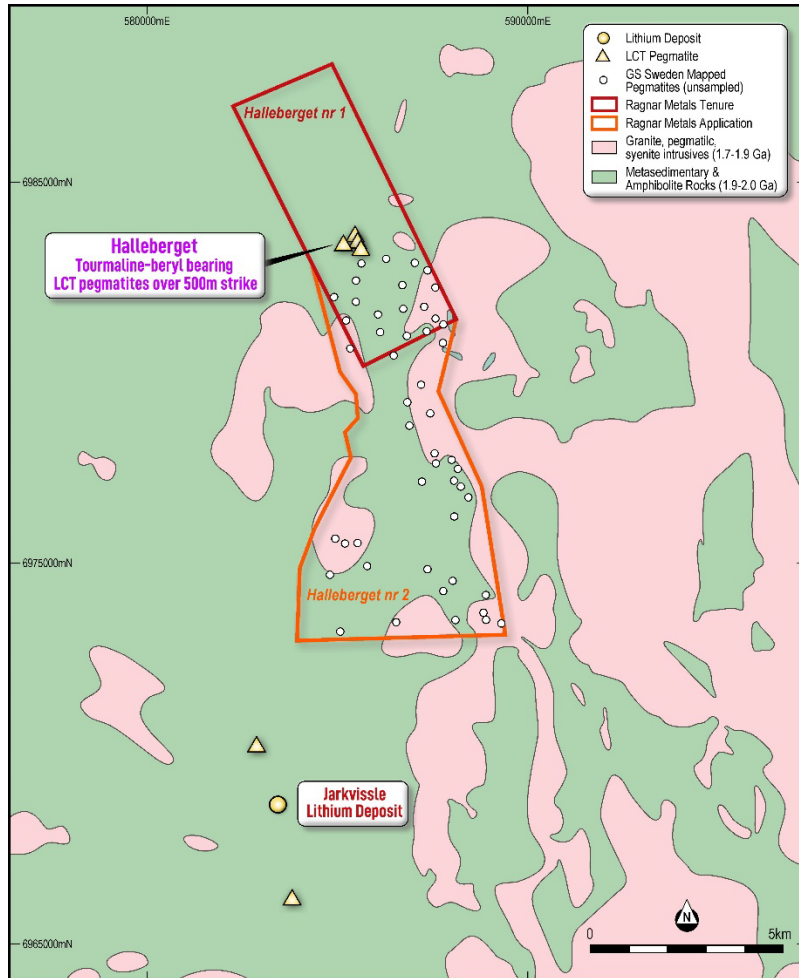 580000mE
590000mE
Lithium Deposit
LCT Pegmatite
GS Sweden Mapped
Pegmatites (unsampled)
Ragnar Metals Tenure
Ragnar Metals Application
Granite, pegmatilc,
syenite intrusives (1.7-1.9 Ga)
Metasedimentary &
Amphibolite Rocks (1.9-2.0 Ga)
Halleberget nr 1
6985000mN
Halleberget
Tourmaline-beryl bearing
LCT pegmatites over 500m strike
6975000mN
Halleberget nr 2
Jarkvissle
Lithium Deposit
N
0
5km
6965000mN